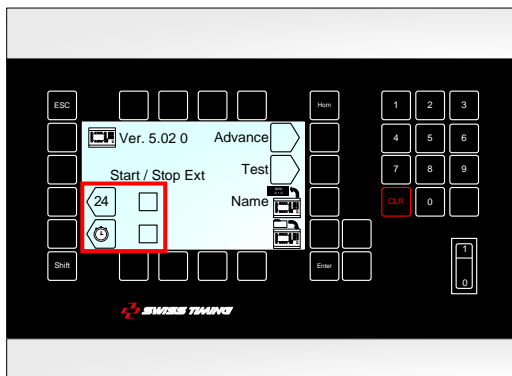 ESC
Hom
1 2 3
Ver. 5.02 0 Advance
4 5 6
Start / Stop Ext Test
7 8 9
24 Name
CLR 0
1
0
Shift
Enter
SWISS TIMING